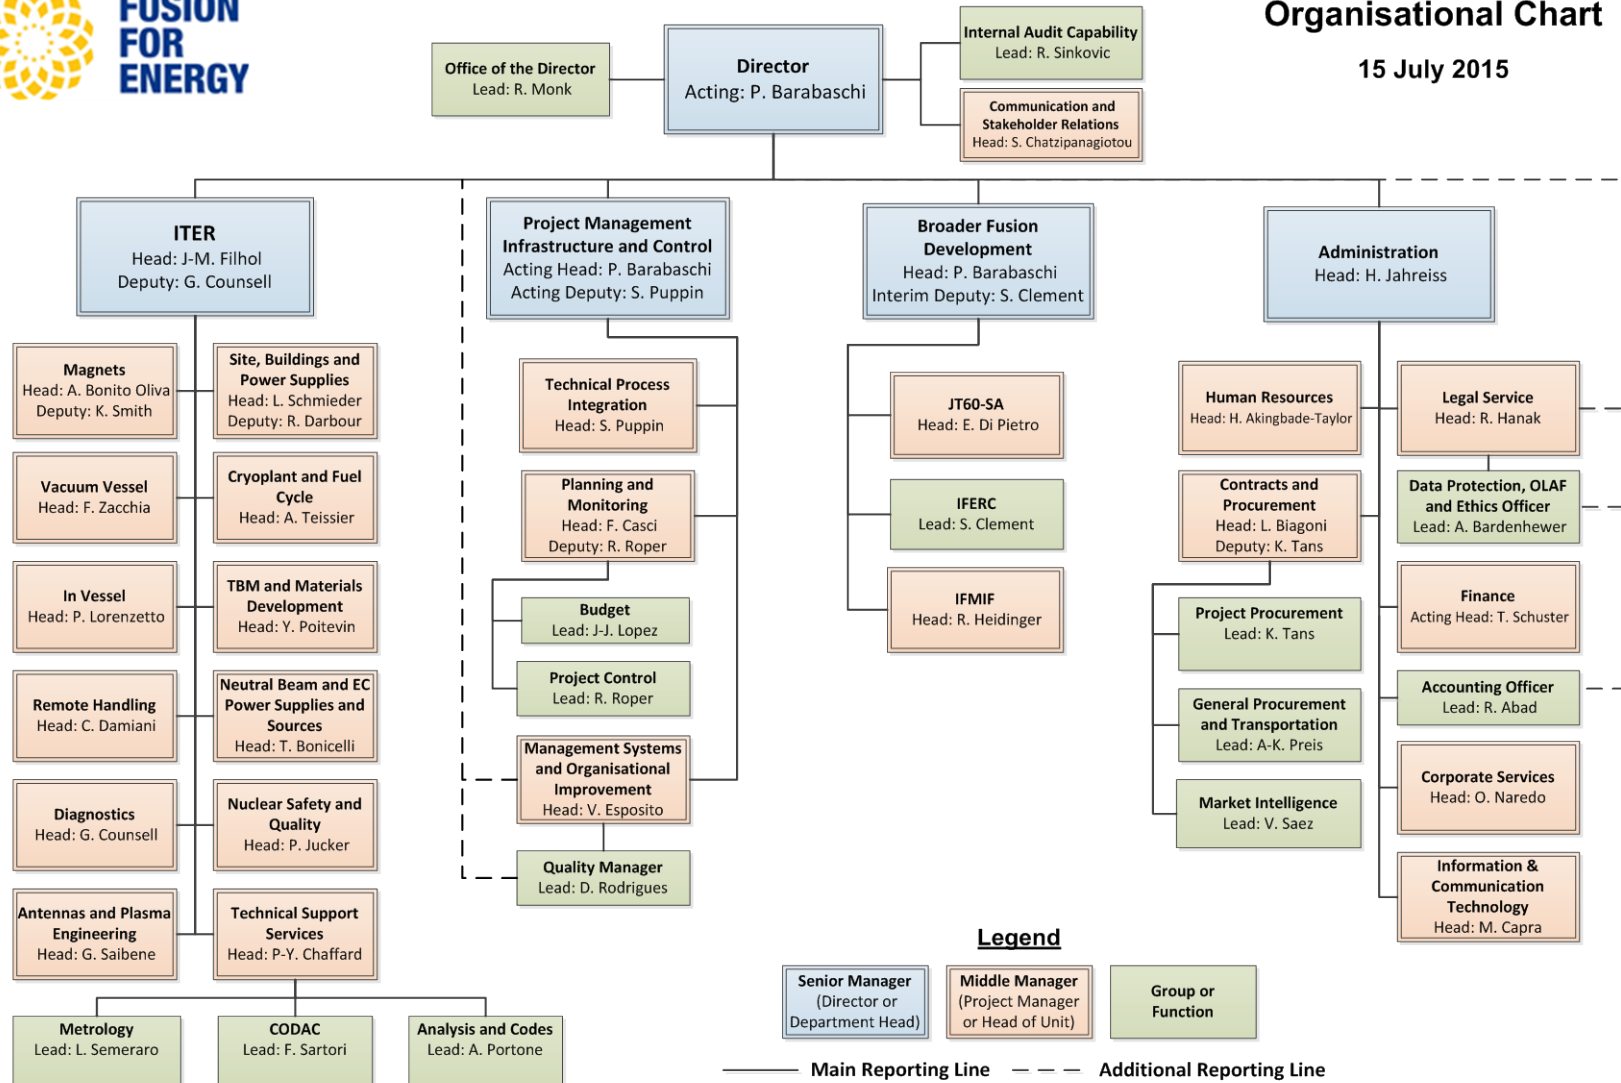 FUSION
FOR
ENERGY
Organisational Chart
15 July 2015
Office of the Director
Lead: R. Monk
Director
Acting: P. Barabaschi
Internal Audit Capability
Lead: R. Sinkovic
Communication and
Stakeholder Relations
Head: S. Chatzipanagiotou
ITER
Head: J-M. Filhol
Deputy: G. Counsell
Project Management
Infrastructure and Control
Acting Head: P. Barabaschi
Acting Deputy: S. Puppin
Broader Fusion
Development
Head: P. Barabaschi
Interim Deputy: S. Clement
Administration
Head: H. Jahreiss
Magnets
Head: A. Bonito Oliva
Deputy: K. Smith
Site, Buildings and
Power Supplies
Head: L. Schmieder
Deputy: R. Darbour
Vacuum Vessel
Head: F. Zacchia
Cryoplant and Fuel
Cycle
Head: A. Teissier
In Vessel
Head: P. Lorenzetto
TBM and Materials
Development
Head: Y. Poitevin
Remote Handling
Head: C. Damiani
Neutral Beam and EC
Power Supplies and
Sources
Head: T. Bonicelli
Diagnostics
Head: G. Counsell
Nuclear Safety and
Quality
Head: P. Jucker
Antennas and Plasma
Engineering
Head: G. Saibene
Technical Support
Services
Head: P-Y. Chaffard
Metrology
Lead: L. Semeraro
CODAC
Lead: F. Sartori
Analysis and Codes
Lead: A. Portone
Technical Process
Integration
Head: S. Puppin
Planning and
Monitoring
Head: F. Casci
Deputy: R. Roper
Budget
Lead: J-J. Lopez
Project Control
Lead: R. Roper
Management Systems
and Organisational
Improvement
Head: V. Esposito
Quality Manager
Lead: D. Rodrigues
JT60-SA
Head: E. Di Pietro
IFERC
Lead: S. Clement
IFMIF
Head: R. Heidinger
Human Resources
Head: H. Akingbade-Taylor
Contracts and
Procurement
Head: L. Biagoni
Deputy: K. Tans
Project Procurement
Lead: K. Tans
General Procurement
and Transportation
Lead: A-K. Preis
Market Intelligence
Lead: V. Saez
Legal Service
Head: R. Hanak
Data Protection, OLAF
and Ethics Officer
Lead: A. Bardenhewer
Finance
Acting Head: T. Schuster
Accounting Officer
Lead: R. Abad
Corporate Services
Head: O. Naredo
Information &
Communication
Technology
Head: M. Capra
Legend
Senior Manager
(Director or
Department Head)
Middle Manager
(Project Manager
or Head of Unit)
Group or
Function
Main Reporting Line
Additional Reporting Line